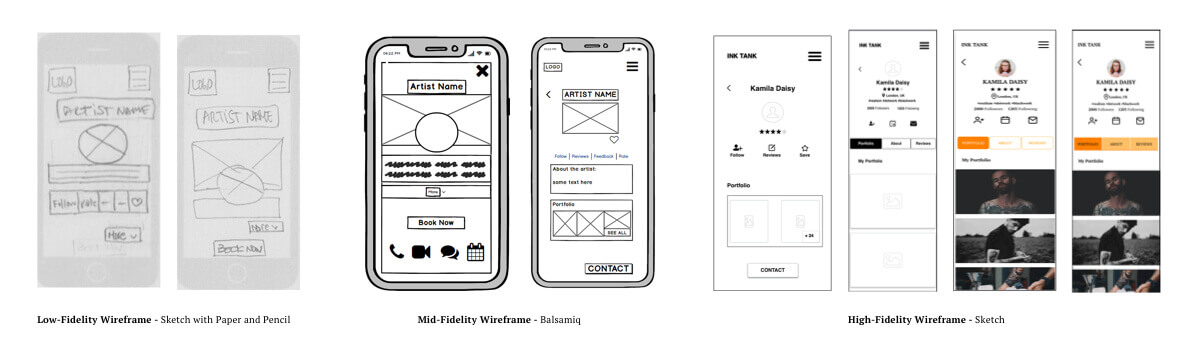 LOGO
ARTIST NAME
Follow
More
Book Now
LOGO
ARTIST NAME
More
BOOK NOW
Artist Name
More
Book Now
LOGO
ARTIST NAME
Follow | Reviews | Feedback | Pose
About the artist:
some text here
Portfolio
SEE ALL
CONTACT
INK TANK
Kamila Daisy
Follow
Reviews
Save
Portfolio
+ 24
CONTACT
INK TANK
Kamila Daisy
London, UK
Portfolio
About
Reviews
My Portfolio
INK TANK
KAMILA DAISY
London, UK
PORTFOLIO
ABOUT
REVIEWS
My Portfolio
INK TANK
KAMILA DAISY
London, UK
PORTFOLIO
ABOUT
REVIEWS
My Portfolio
Low-Fidelity Wireframe - Sketch with Paper and Pencil
Mid-Fidelity Wireframe - Balsamiq
High-Fidelity Wireframe - Sketch